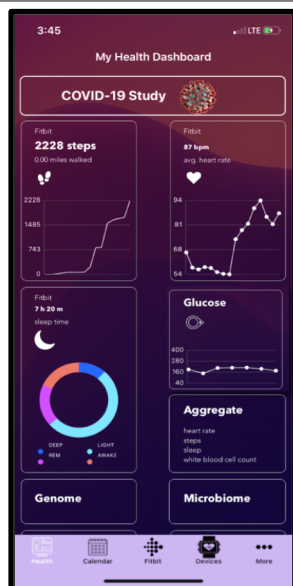 3:45
LTE
My Health Dashboard
COVID-19 Study
Fitbit
2228 steps
0.00 miles walked
2228
1485
743
0
Fitbit
87 bpm
avg. heart rate
94
81
68
54
Fitbit
7 h 20 m
sleep time
DEEP
LIGHT
REM
AWAKE
Glucose
400
280
160
40
Aggregate
heart rate
steps
sleep
white blood cell count
Genome
Microbiome
Health
Calendar
Fitbit
Devices
More